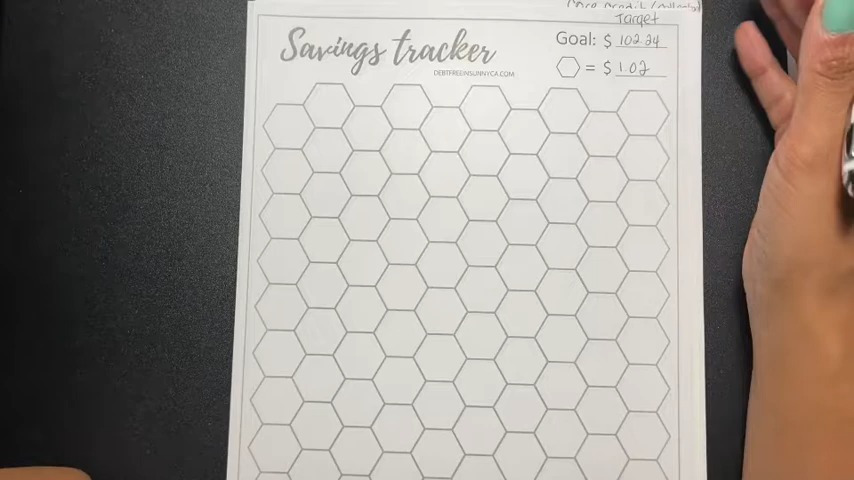 Target
Savings tracker
Goal: $ 102.24
DEBTFREEINSUNNYCA.COM
= $ 1.02